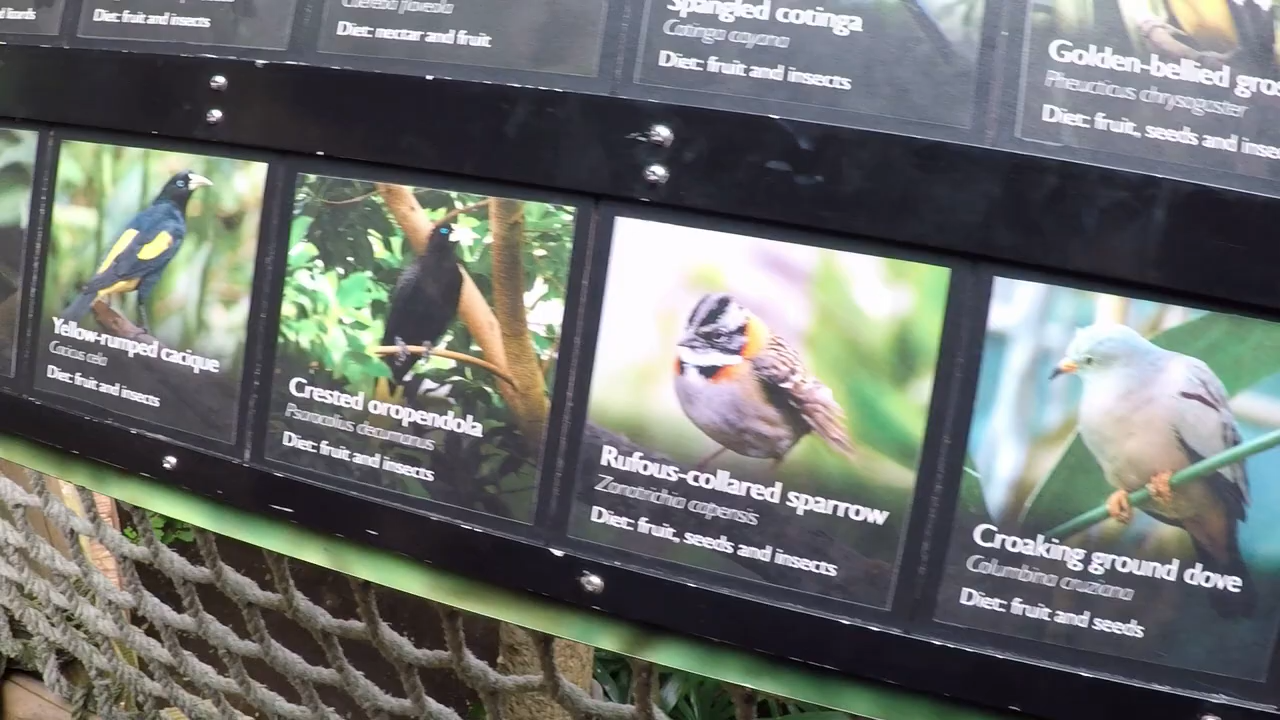 Diet: fruit and insects
Diet: nectar and fruit
Spangled cotinga
Cotinga cayana
Diet: fruit and insects
Golden-bellied gros
Pheucticus chrysogaster
Diet: fruit, seeds and insec
Yellow-rumped cacique
Cacicus cela
Diet: fruit and insects
Crested oropendola
Psarocolius decumanus
Diet: fruit and insects
Rufous-collared sparrow
Zonotrichia capensis
Diet: fruit, seeds and insects
Croaking ground dove
Columbina cruziana
Diet: fruit and seeds